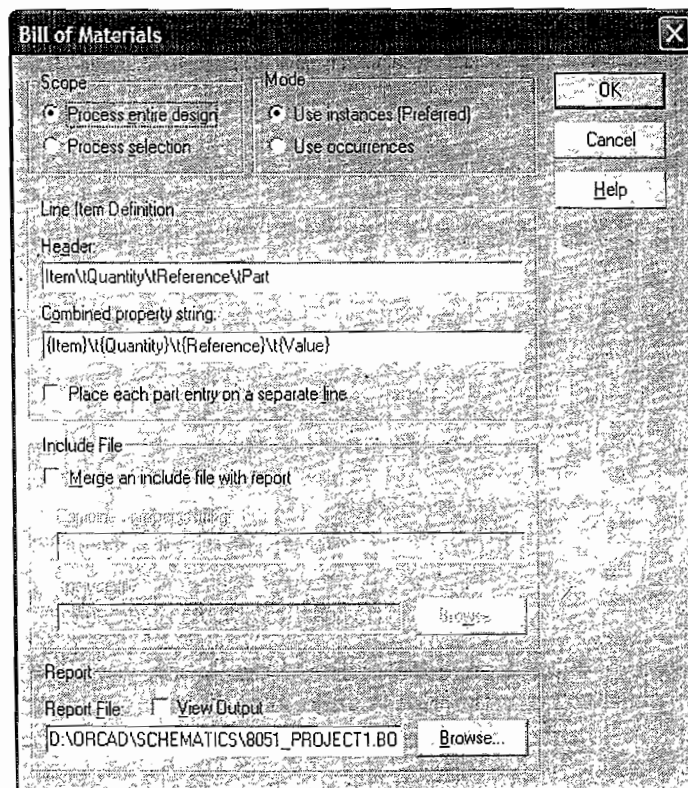 Bill of Materials
Scope
Process entire design
Process selection
Mode
Use instances (Preferred)
Use occurrences
OK
Cancel
Help
Line Item Definition
Header:
Item\tQuantity\tReference\tPart
Combined property string:
{Item}\t{Quantity}\t{Reference}\t{Value}
Place each part entry on a separate line
Include File
Merge an include file with report
Browse...
Report
Report File:
View Output
D:\ORCAD\SCHEMATICS\8051_PROJECT1.BO
Browse...